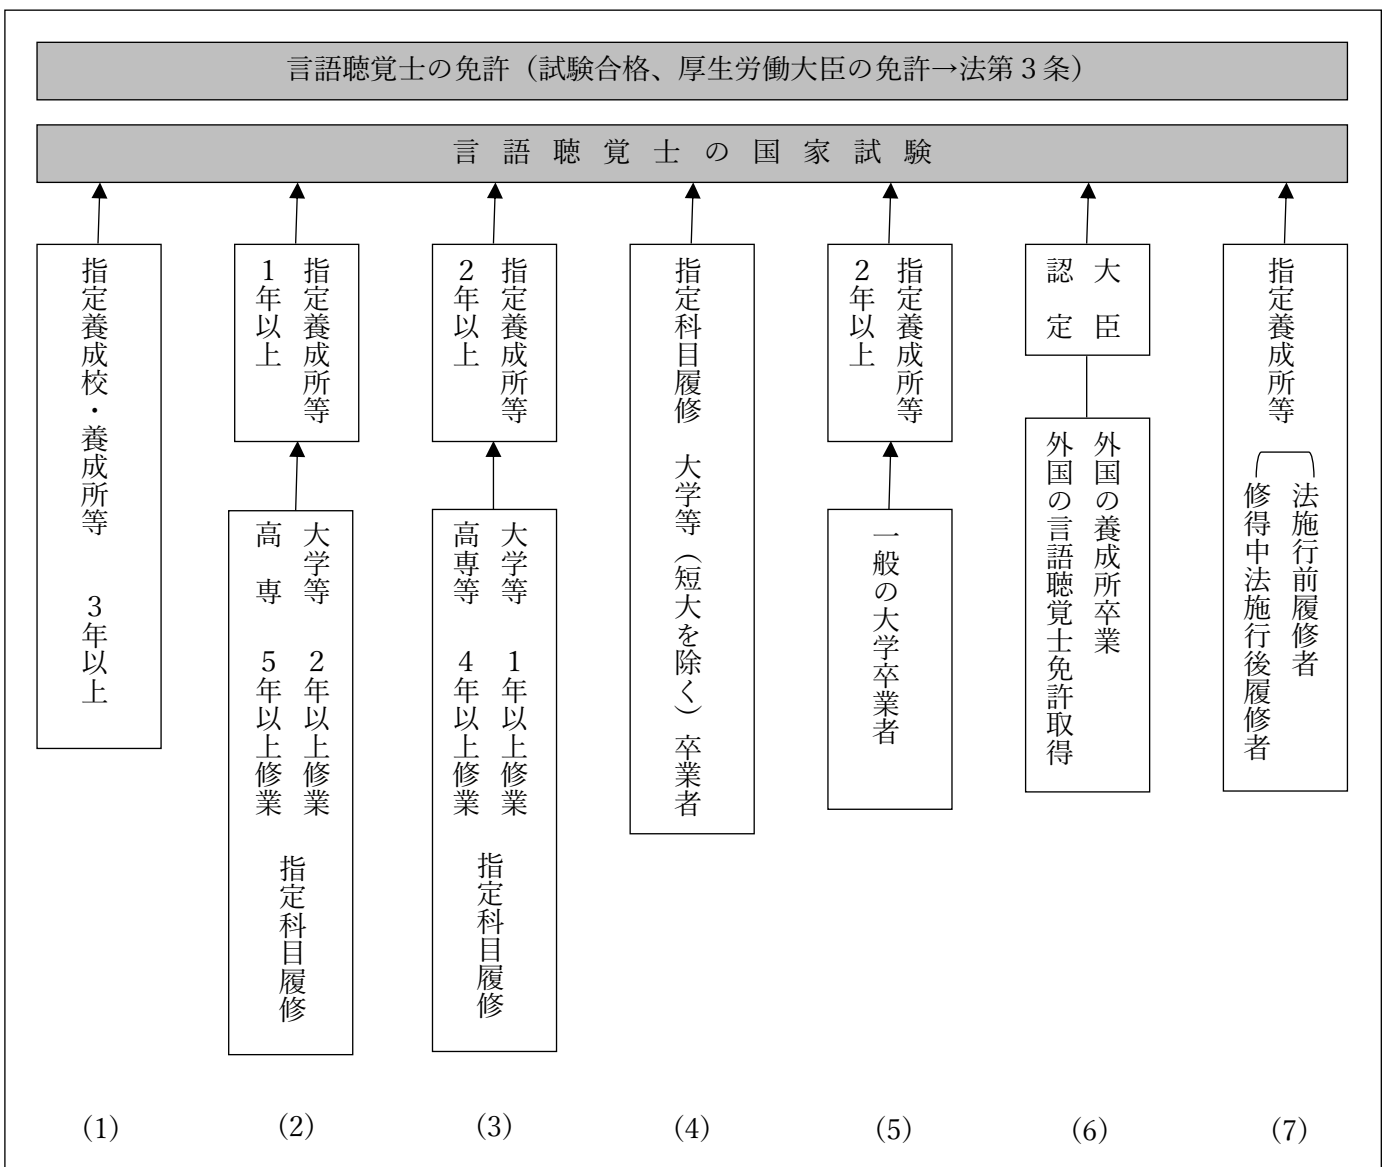 言語聴覚士の免許（試験合格、厚生労働大臣の免許→法第３条）
言語聴覚士の国家試験
指定養成校・養成所等　３年以上
指定養成所等
１年以上
大学等　２年以上修業
高　専　５年以上修業
指定科目履修
指定養成所等
２年以上
大学等　１年以上修業
高専等　４年以上修業
指定科目履修
指定科目履修　大学等（短大を除く）卒業者
指定養成所等
２年以上
一般の大学卒業者
大　臣
認　定
外国の養成所卒業
外国の言語聴覚士免許取得
指定養成所等
法施行前履修者
修得中法施行後履修者
(1)
(2)
(3)
(4)
(5)
(6)
(7)